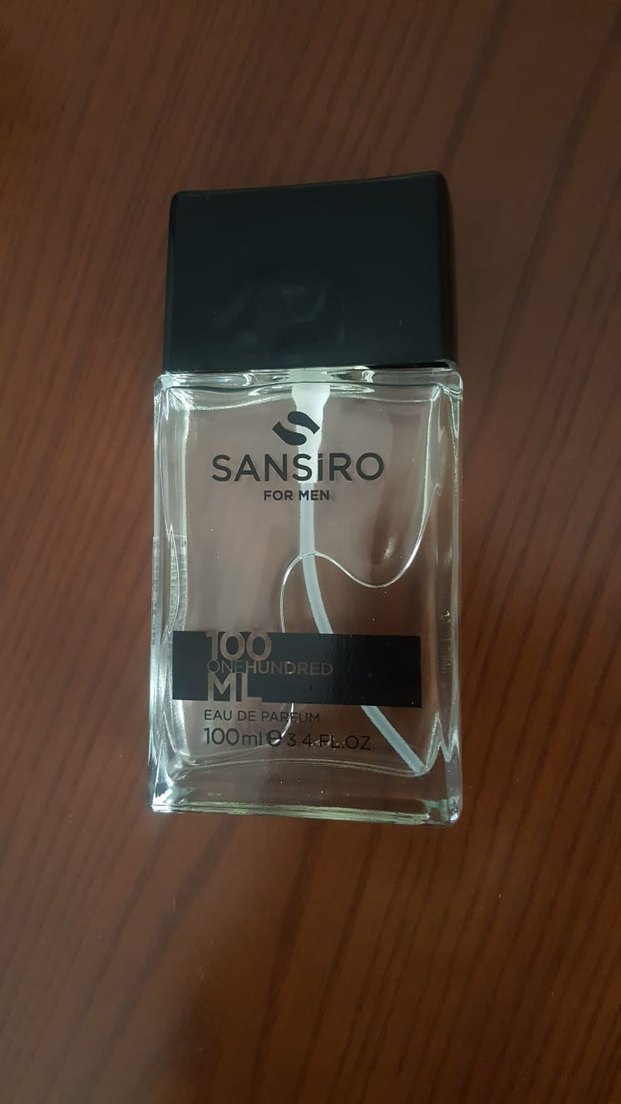 SANSiRO
FOR MEN
100
ONEHUNDRED
ML
EAU DE PARFUM
100ml ℮ 3.4 FL.OZ.